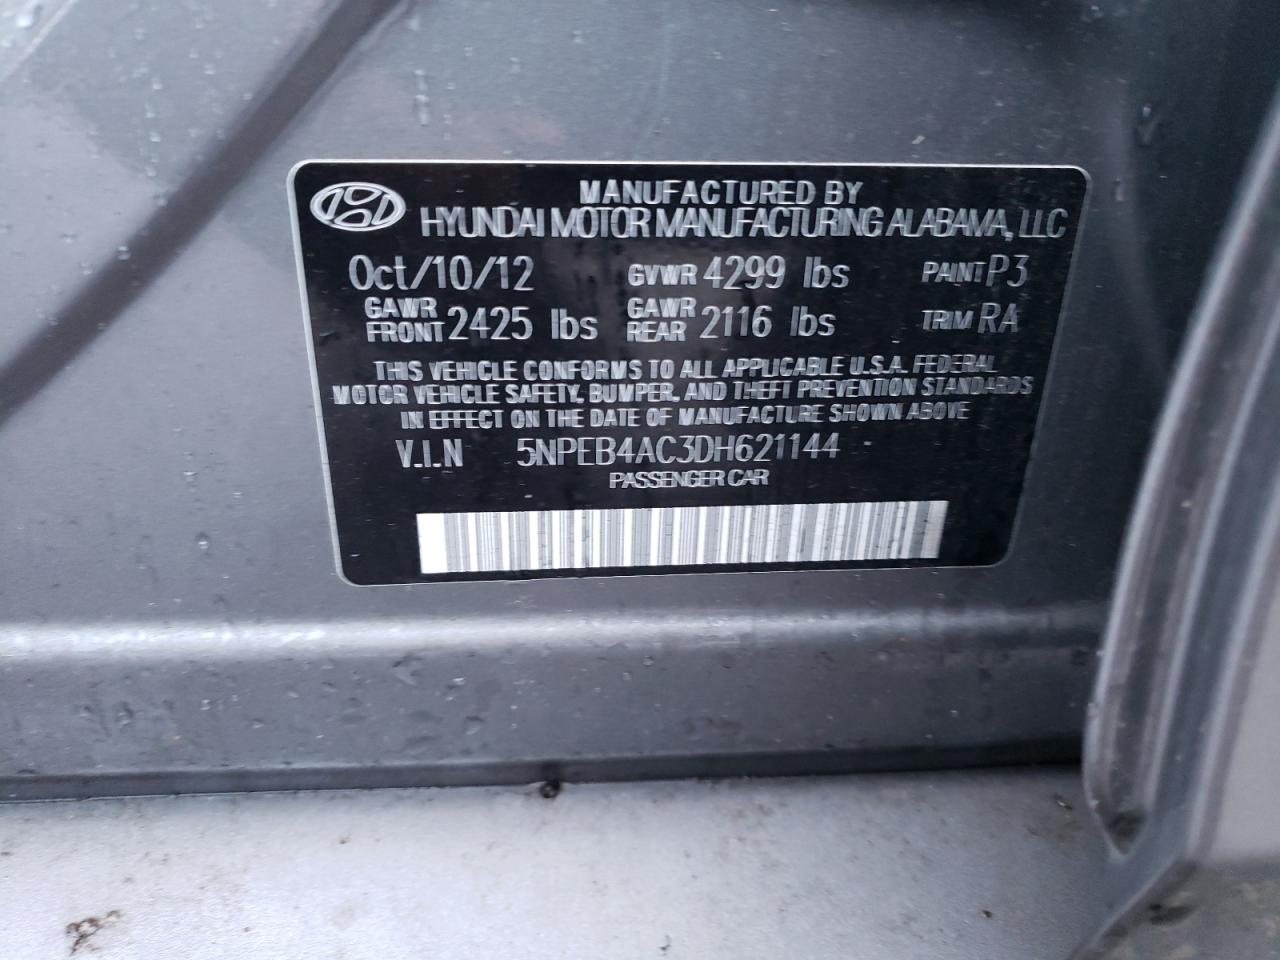 MANUFACTURED BY
HYUNDAI MOTOR MANUFACTURING ALABAMA, LLC
Oct/10/12 GVWR 4299 lbs PAINT P3
GAWR FRONT 2425 lbs GAWR REAR 2116 lbs TRIM RA
THIS VEHICLE CONFORMS TO ALL APPLICABLE U.S.A. FEDERAL
MOTOR VEHICLE SAFETY, BUMPER, AND THEFT PREVENTION STANDARDS
IN EFFECT ON THE DATE OF MANUFACTURE SHOWN ABOVE
V.I.N 5NPEB4AC3DH621144
PASSENGER CAR